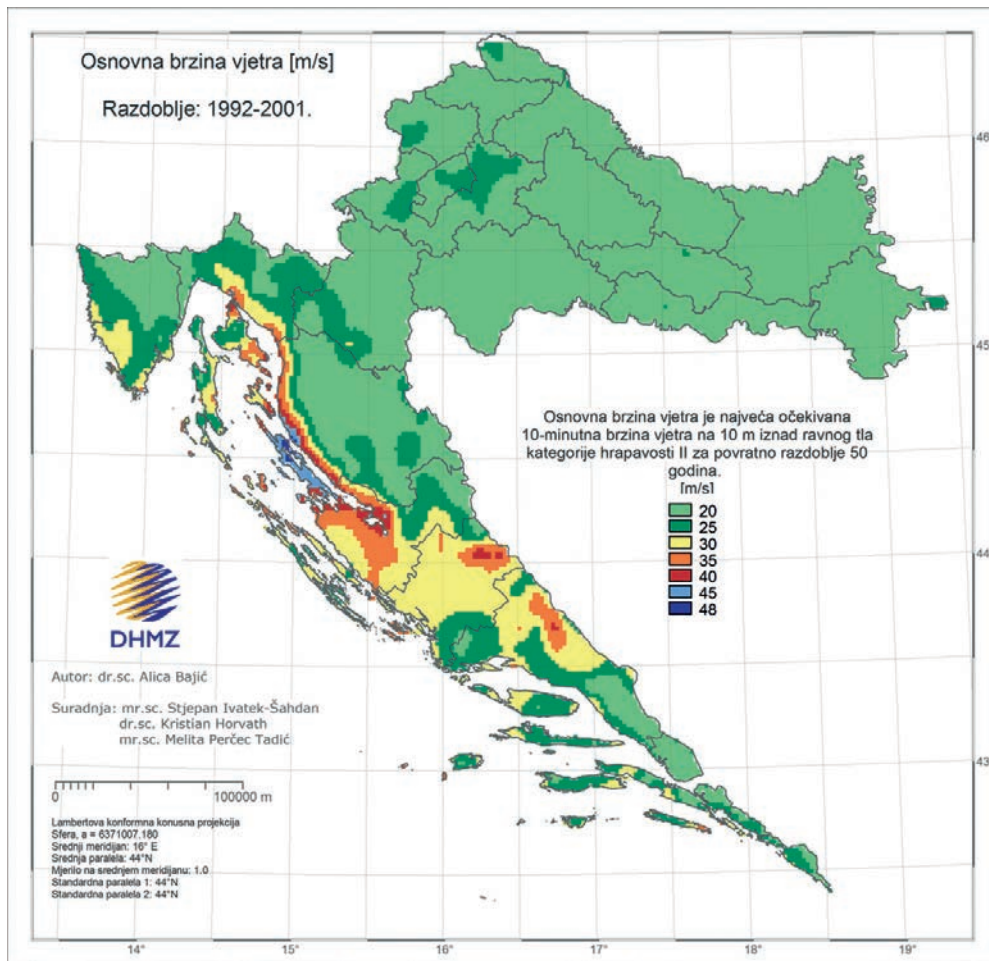 Osnovna brzina vjetra [m/s]
Razdoblje: 1992-2001.
46
45
Osnovna brzina vjetra je najveća očekivana
10-minutna brzina vjetra na 10 m iznad ravnog tla
kategorije hrapavosti II za povratno razdoblje 50
godina.
[m/s]
20
25
30
35
40
45
48
44
DHMZ
Autor: dr.sc. Alica Bajić
Suradnja: mr.sc. Stjepan Ivatek-Šahdan
dr.sc. Kristian Horvath
mr.sc. Melita Perčec Tadić
43
0 100000 m
Lambertova konformna konusna projekcija
Sfera, a = 6371007.180
Srednji meridijan: 16° E
Srednja paralela: 44°N
Mjerilo na srednjem meridijanu: 1.0
Standardna paralela 1: 44°N
Standardna paralela 2: 44°N
14° 15° 16° 17° 18° 19°